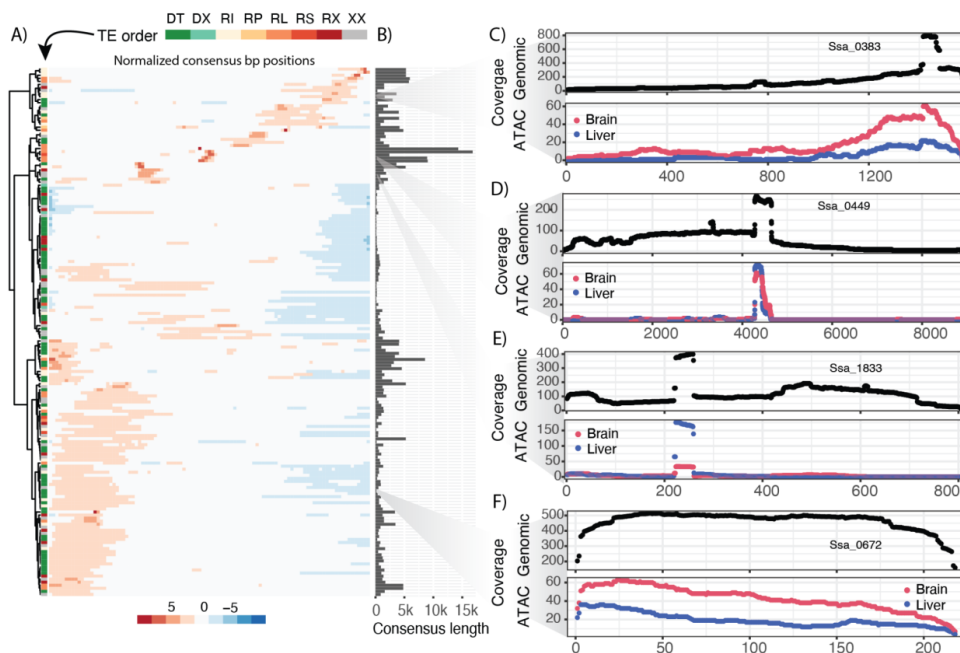 DT DX RI RP RL RS RX XX
A)
TE order
B)
Normalized consensus bp positions
5 0 −5
0 5k 10k 15k
Consensus length
C)
Covergae
Genomic
800
600
400
200
0
Ssa_0383
ATAC
60
40
20
0
Brain
Liver
0 400 800 1200
D)
Coverage
Genomic
200
100
0
Ssa_0449
ATAC
75
50
25
0
Brain
Liver
0 2000 4000 6000 8000
E)
Coverage
Genomic
400
300
200
100
0
Ssa_1833
ATAC
150
100
50
0
Brain
Liver
0 200 400 600 800
F)
Coverage
Genomic
500
400
300
200
Ssa_0672
ATAC
60
40
20
Brain
Liver
0 50 100 150 200